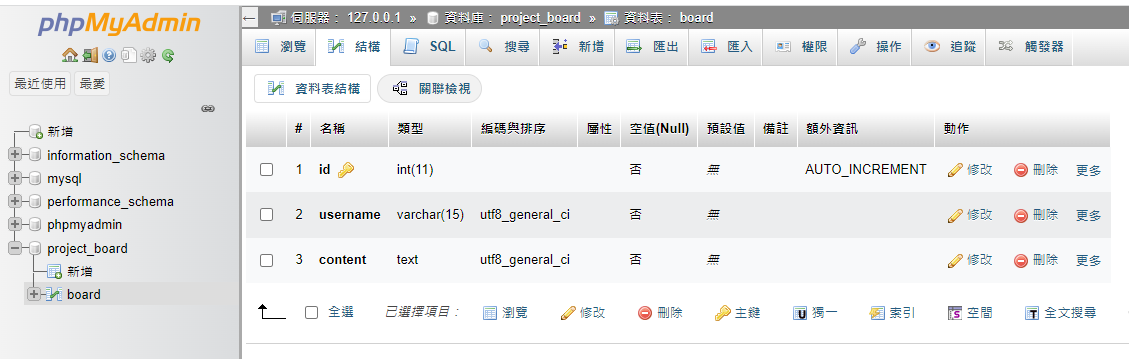 phpMyAdmin
最近使用 最愛
新增
information_schema
mysql
performance_schema
phpmyadmin
project_board
新增
board
伺服器： 127.0.0.1 » 資料庫： project_board » 資料表： board
瀏覽 結構 SQL 搜尋 新增 匯出 匯入 權限 操作 追蹤 觸發器
資料表結構 關聯檢視
# 名稱 類型 編碼與排序 屬性 空值(Null) 預設值 備註 額外資訊 動作
1 id int(11) 否 無 AUTO_INCREMENT 修改 刪除 更多
2 username varchar(15) utf8_general_ci 否 無 修改 刪除 更多
3 content text utf8_general_ci 否 無 修改 刪除 更多
全選 已選擇項目： 瀏覽 修改 刪除 主鍵 U 獨一 索引 S 空間 T 全文搜尋